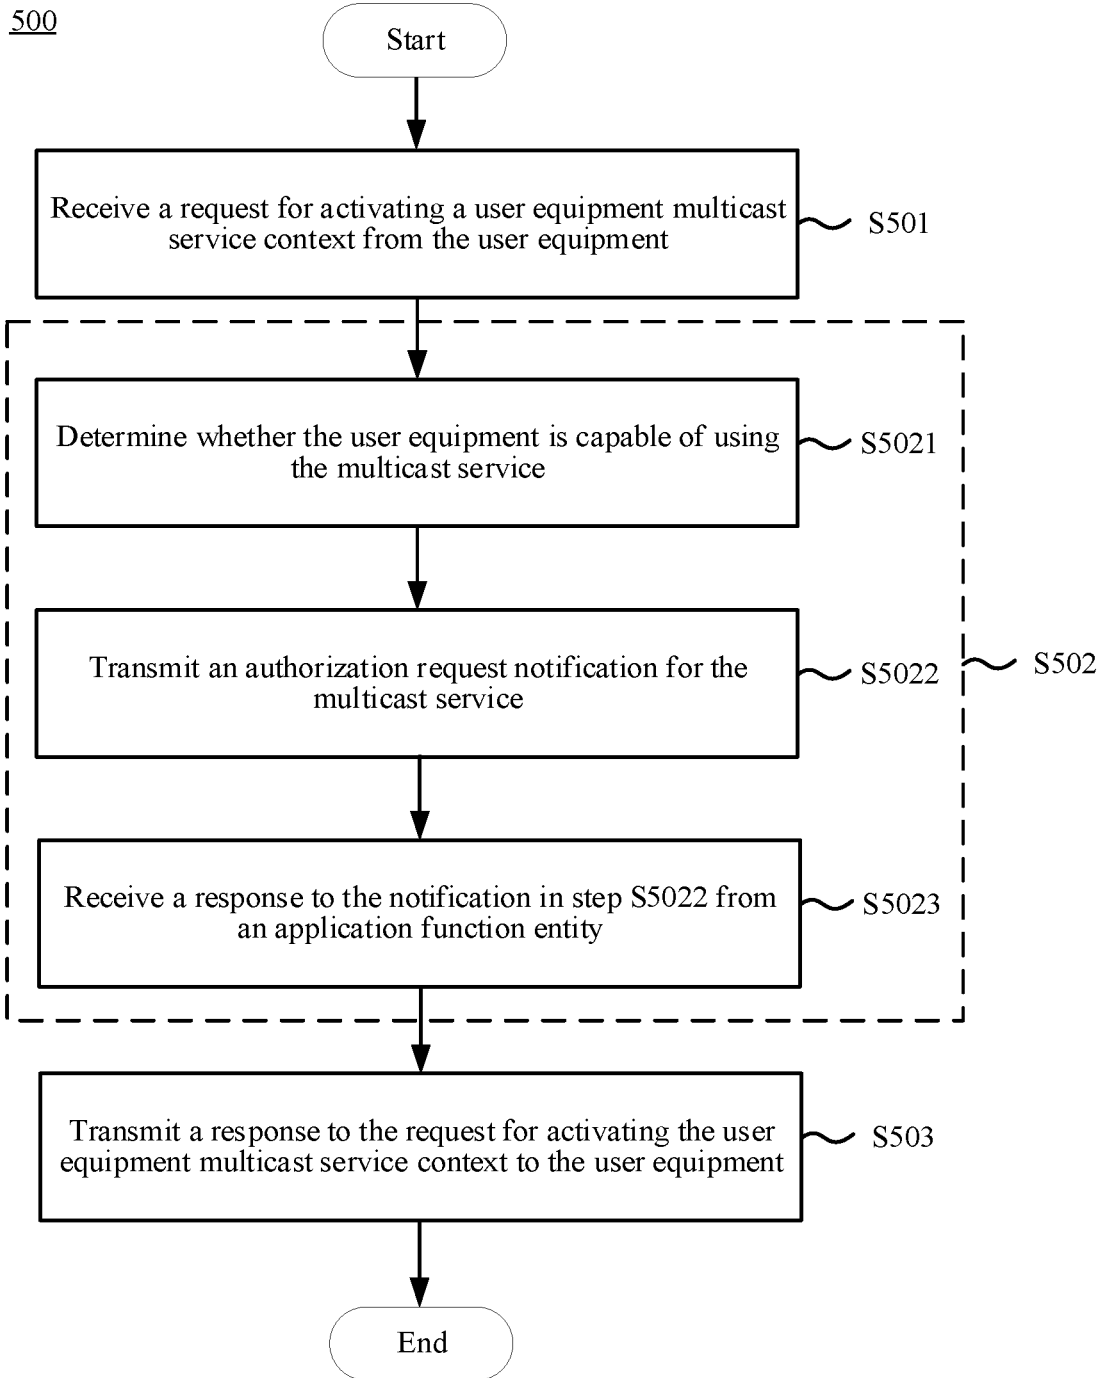 500
Start
Receive a request for activating a user equipment multicast
service context from the user equipment
S501
Determine whether the user equipment is capable of using
the multicast service
S5021
Transmit an authorization request notification for the
multicast service
S5022
S502
Receive a response to the notification in step S5022 from
an application function entity
S5023
Transmit a response to the request for activating the user
equipment multicast service context to the user equipment
S503
End